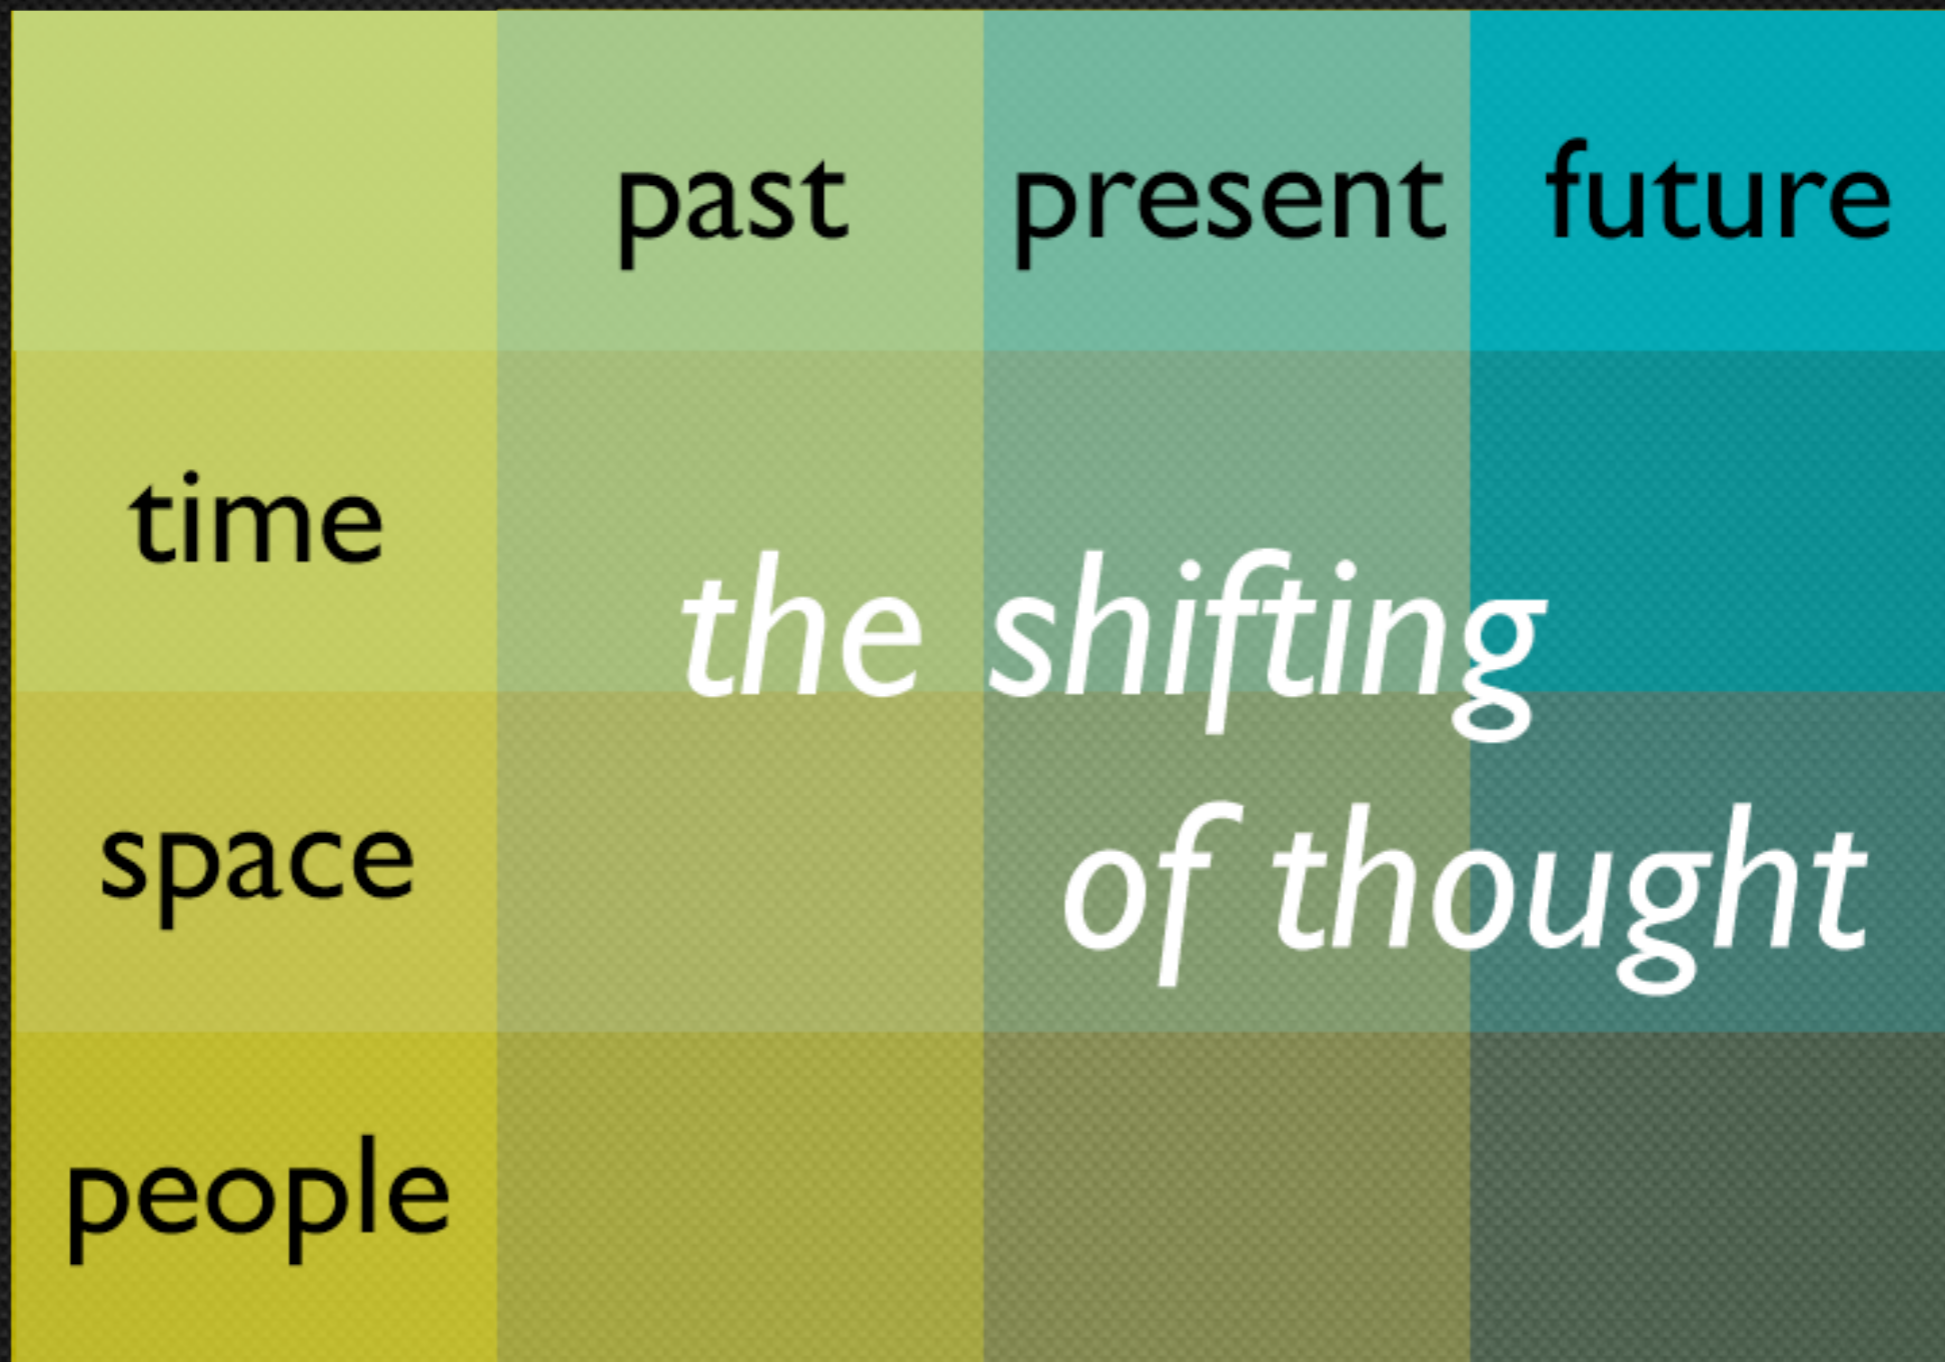 past present future
time
the shifting
space
of thought
people